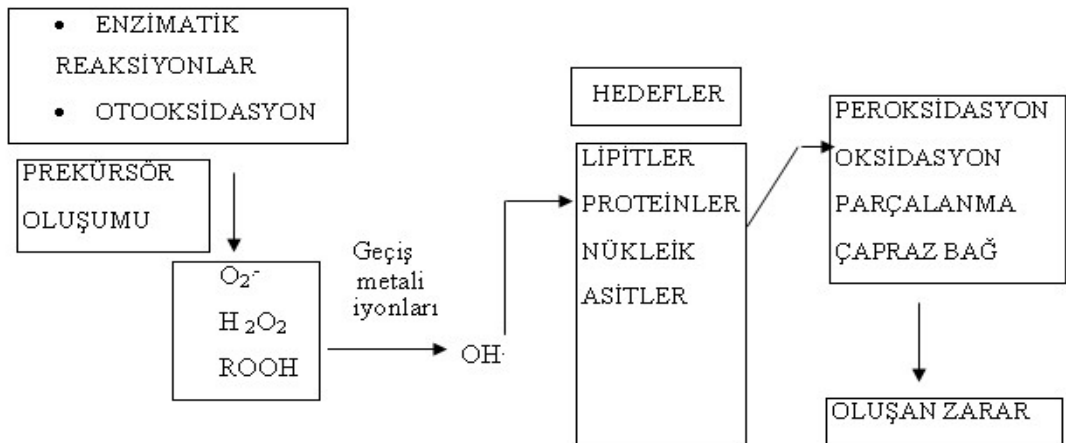 • ENZİMATİK
REAKSİYONLAR
• OTOOKSİDASYON
PREKÜRSÖR
OLUŞUMU
O₂·⁻
H₂O₂
ROOH
Geçiş
metali
iyonları
OH·
HEDEFLER
LİPİTLER
PROTEİNLER
NÜKLEİK
ASİTLER
PEROKSİDASYON
OKSİDASYON
PARÇALANMA
ÇAPRAZ BAĞ
OLUŞAN ZARAR